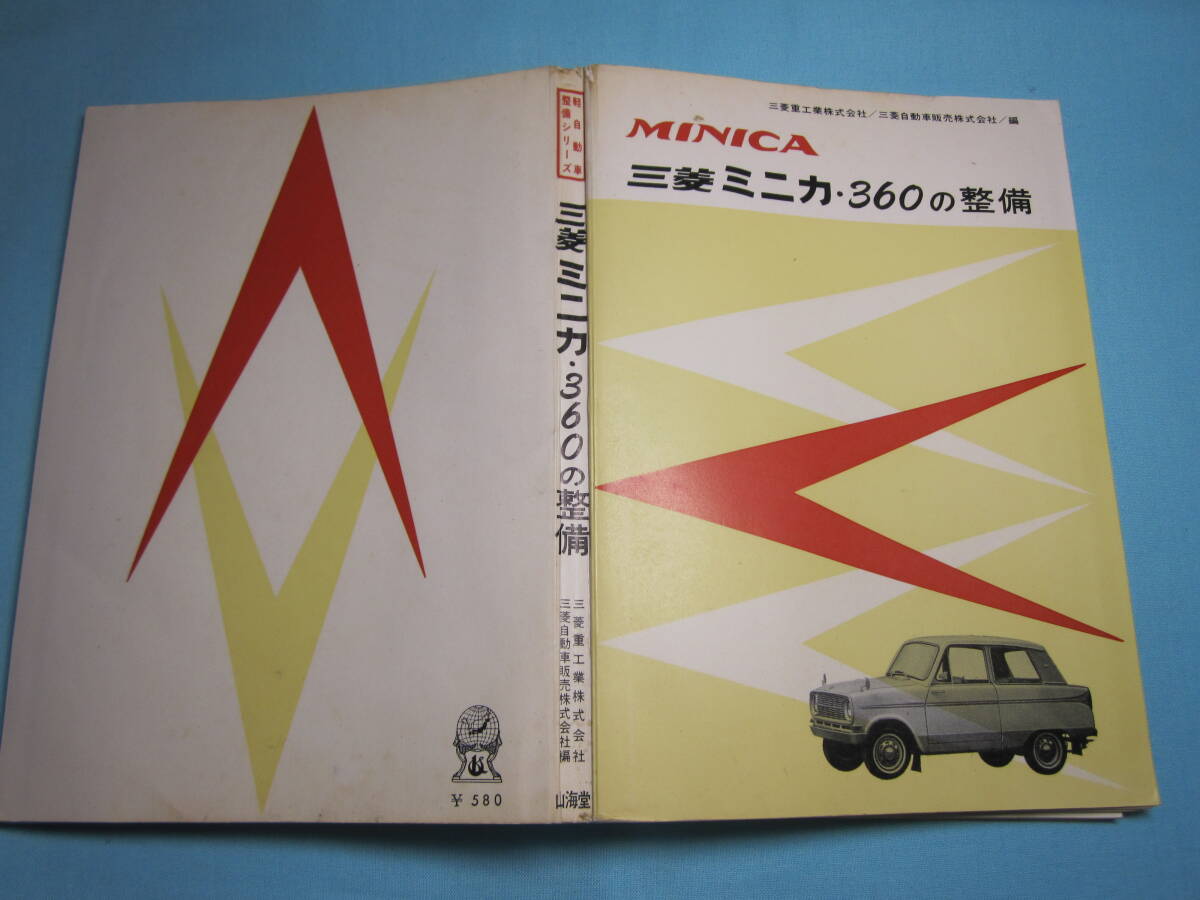 三菱重工業株式会社/三菱自動車販売株式会社/編
MINICA
三菱ミニカ・360の整備
軽自動車
整備シリーズ
三菱ミニカ・360の整備
三菱重工業株式会社
三菱自動車販売株式会社編
山海堂
¥ 580